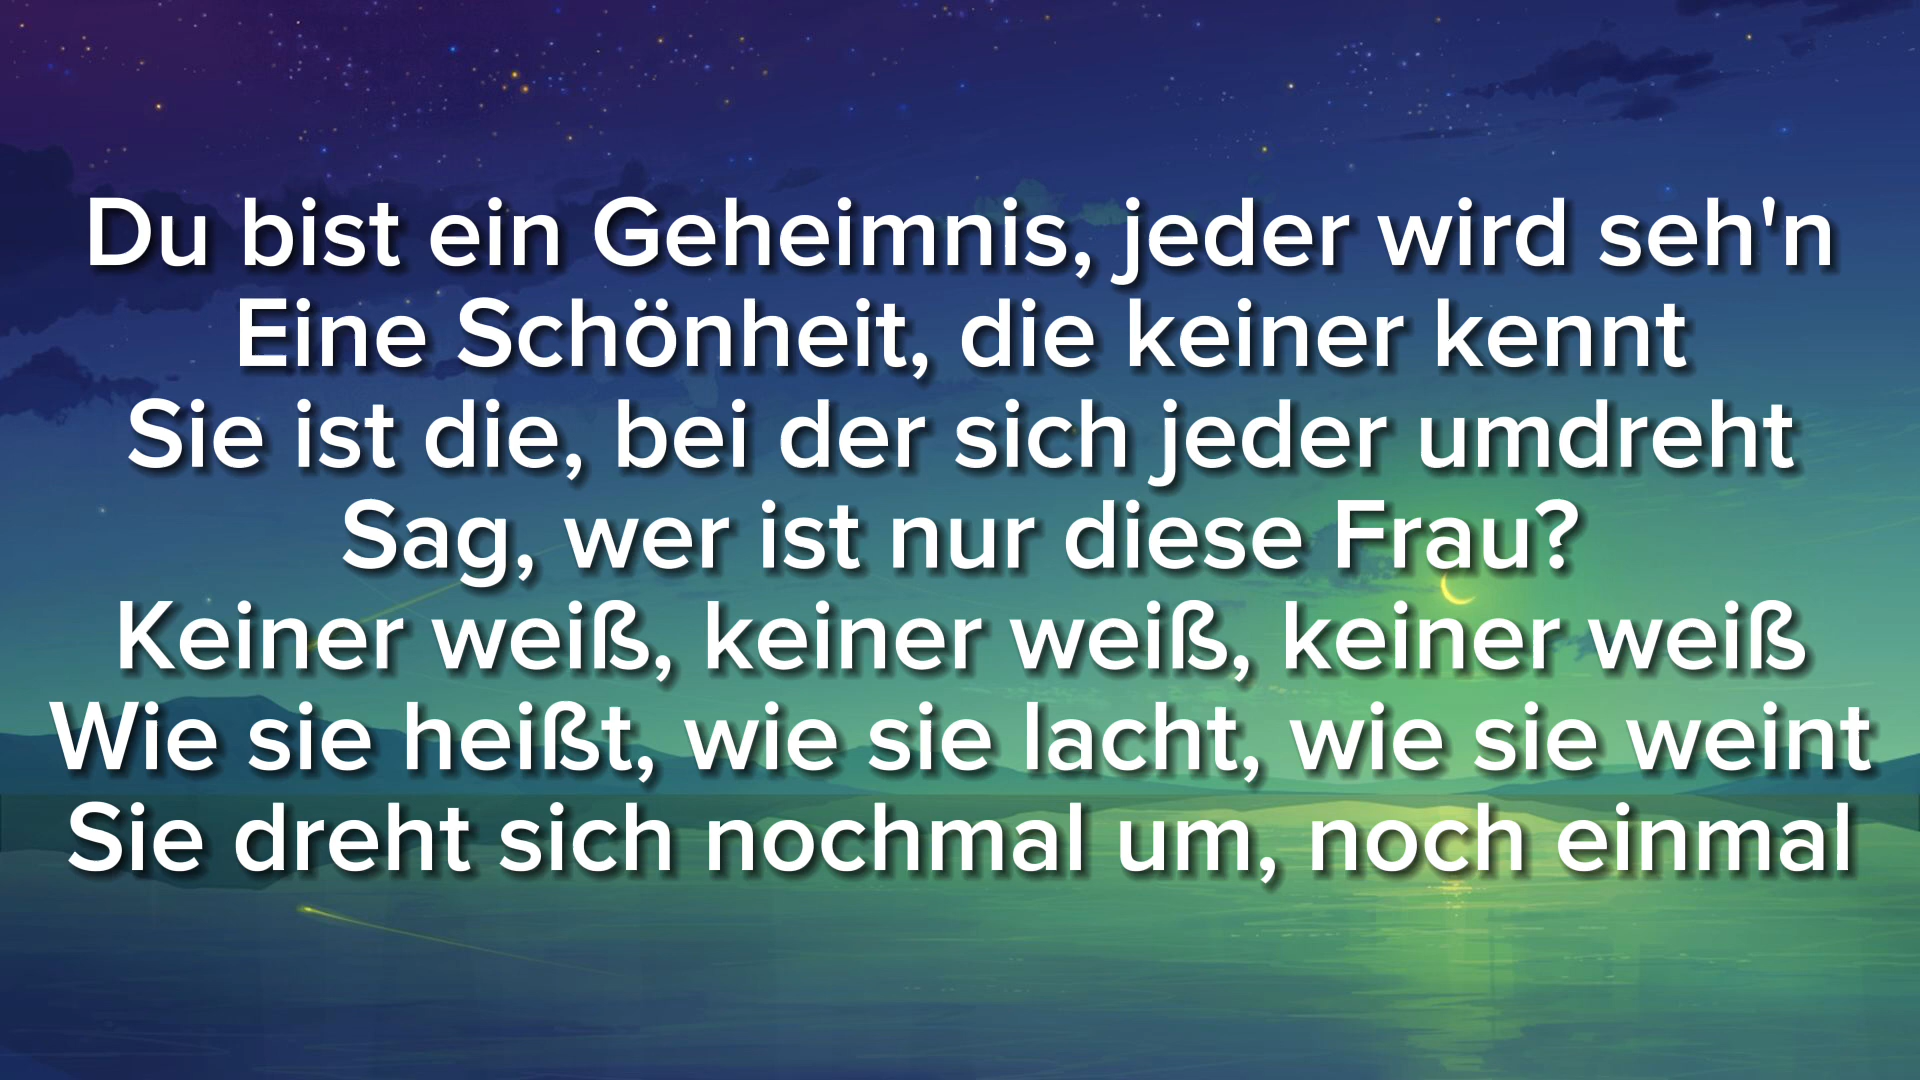 Du bist ein Geheimnis, jeder wird seh'n
Eine Schönheit, die keiner kennt
Sie ist die, bei der sich jeder umdreht
Sag, wer ist nur diese Frau?
Keiner weiß, keiner weiß, keiner weiß
Wie sie heißt, wie sie lacht, wie sie weint
Sie dreht sich nochmal um, noch einmal